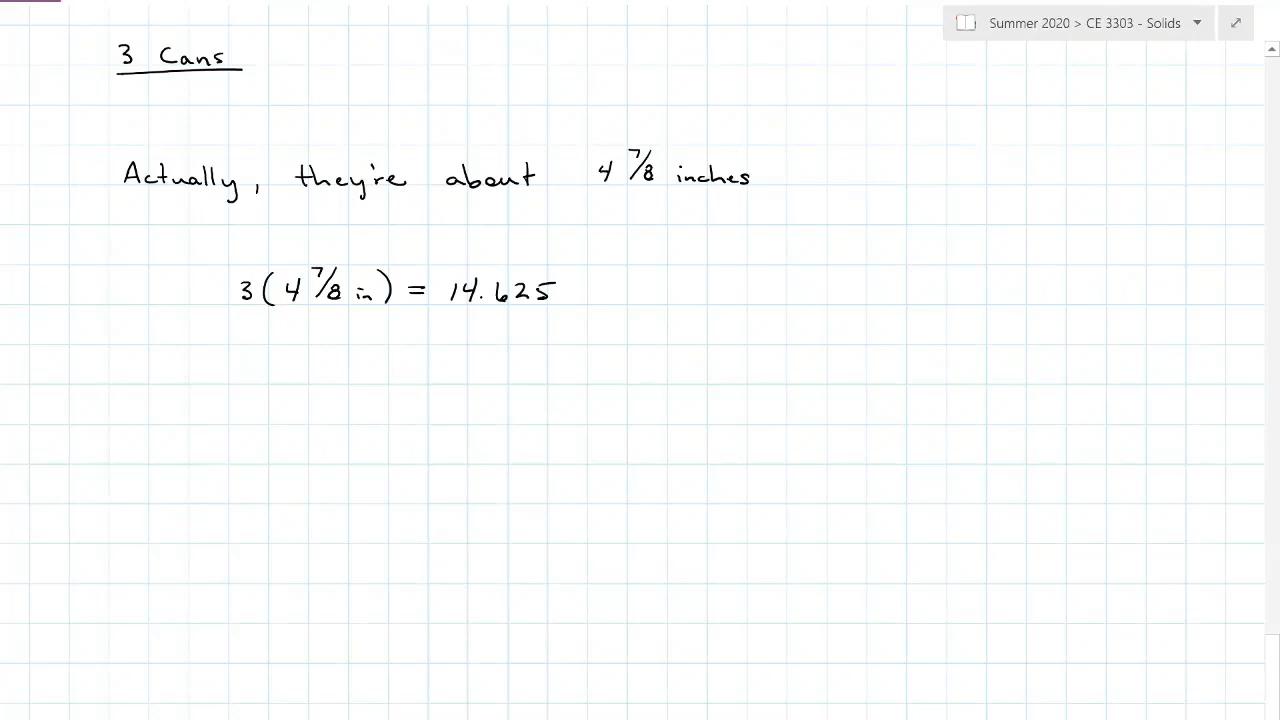 Summer 2020 > CE 3303 - Solids
3 Cans
Actually, they're about 4 7/8 inches
3 ( 4 7/8 in ) = 14.625